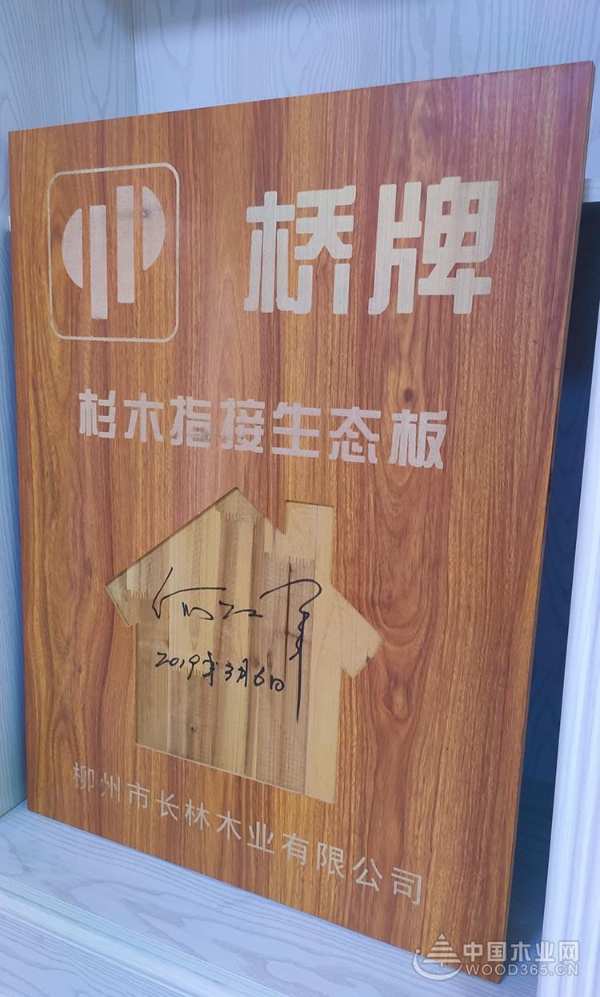 桥牌
杉木指接生态板
2019年3月6日
柳州市长林木业有限公司
中国木业网
WOOD365.CN